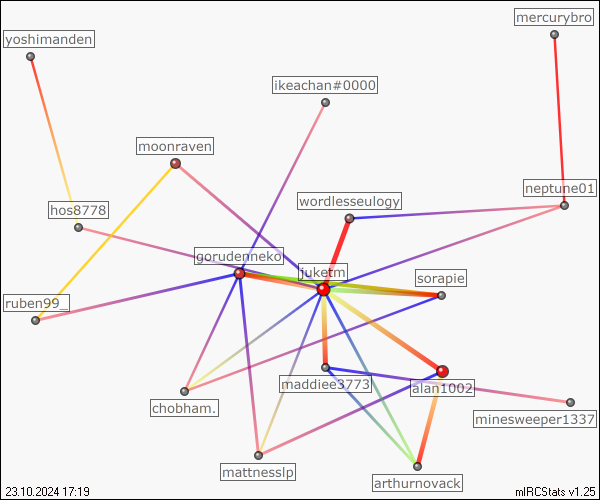 mercurybro
yoshimanden
ikeachan#0000
moonraven
neptune01
wordlesseulogy
hos8778
gorudenneko
juketm
sorapie
ruben99_
maddiee3773
alan1002
chobham.
minesweeper1337
mattnesslp
arthurnovack
23.10.2024 17:19
mIRCStats v1.25